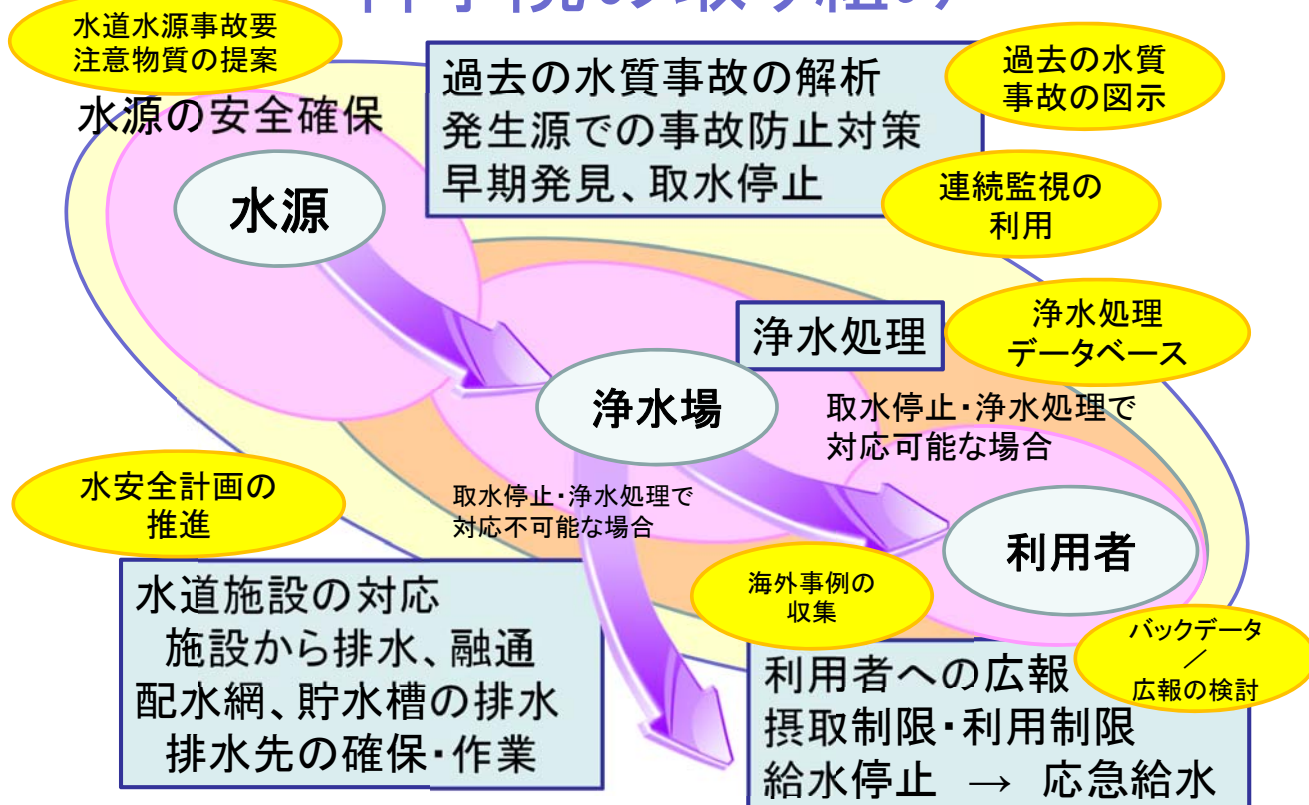 の取り組み
水道水源事故要
注意物質の提案
水源の安全確保
水源
過去の水質事故の解析
発生源での事故防止対策
早期発見、取水停止
過去の水質
事故の図示
連続監視の
利用
浄水処理
浄水処理
データベース
浄水場
取水停止・浄水処理で
対応可能な場合
水安全計画の
推進
取水停止・浄水処理で
対応不可能な場合
利用者
水道施設の対応
施設から排水、融通
配水網、貯水槽の排水
排水先の確保・作業
海外事例の
収集
バックデータ
／
広報の検討
利用者への広報
摂取制限・利用制限
給水停止 → 応急給水